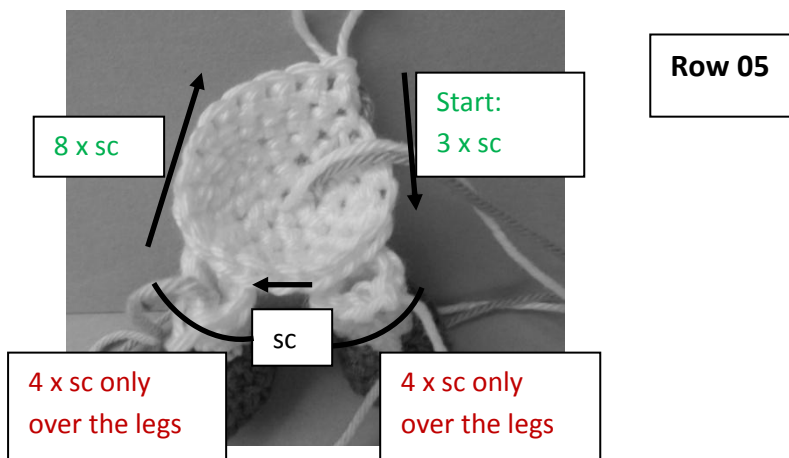 Row 05
Start:
3 x sc
8 x sc
sc
4 x sc only
over the legs
4 x sc only
over the legs